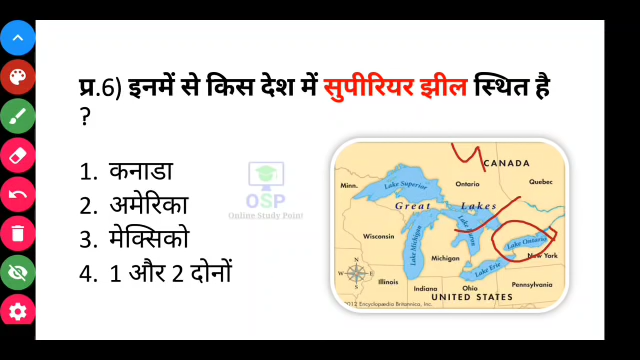 प्र.6) इनमें से किस देश में सुपीरियर झील स्थित है
?
1. कनाडा
2. अमेरिका
3. मेक्सिको
4. 1 और 2 दोनों
OSP
Online Study Point
CANADA
Minn.
Lake Superior
Ontario
Quebec
Great Lakes
Wisconsin
Lake Michigan
Lake Huron
Lake Ontario
Michigan
New York
Lake Erie
N
W E
S
Illinois
Indiana
Ohio
Pennsylvania
UNITED STATES
2012 Encyclopædia Britannica, Inc.